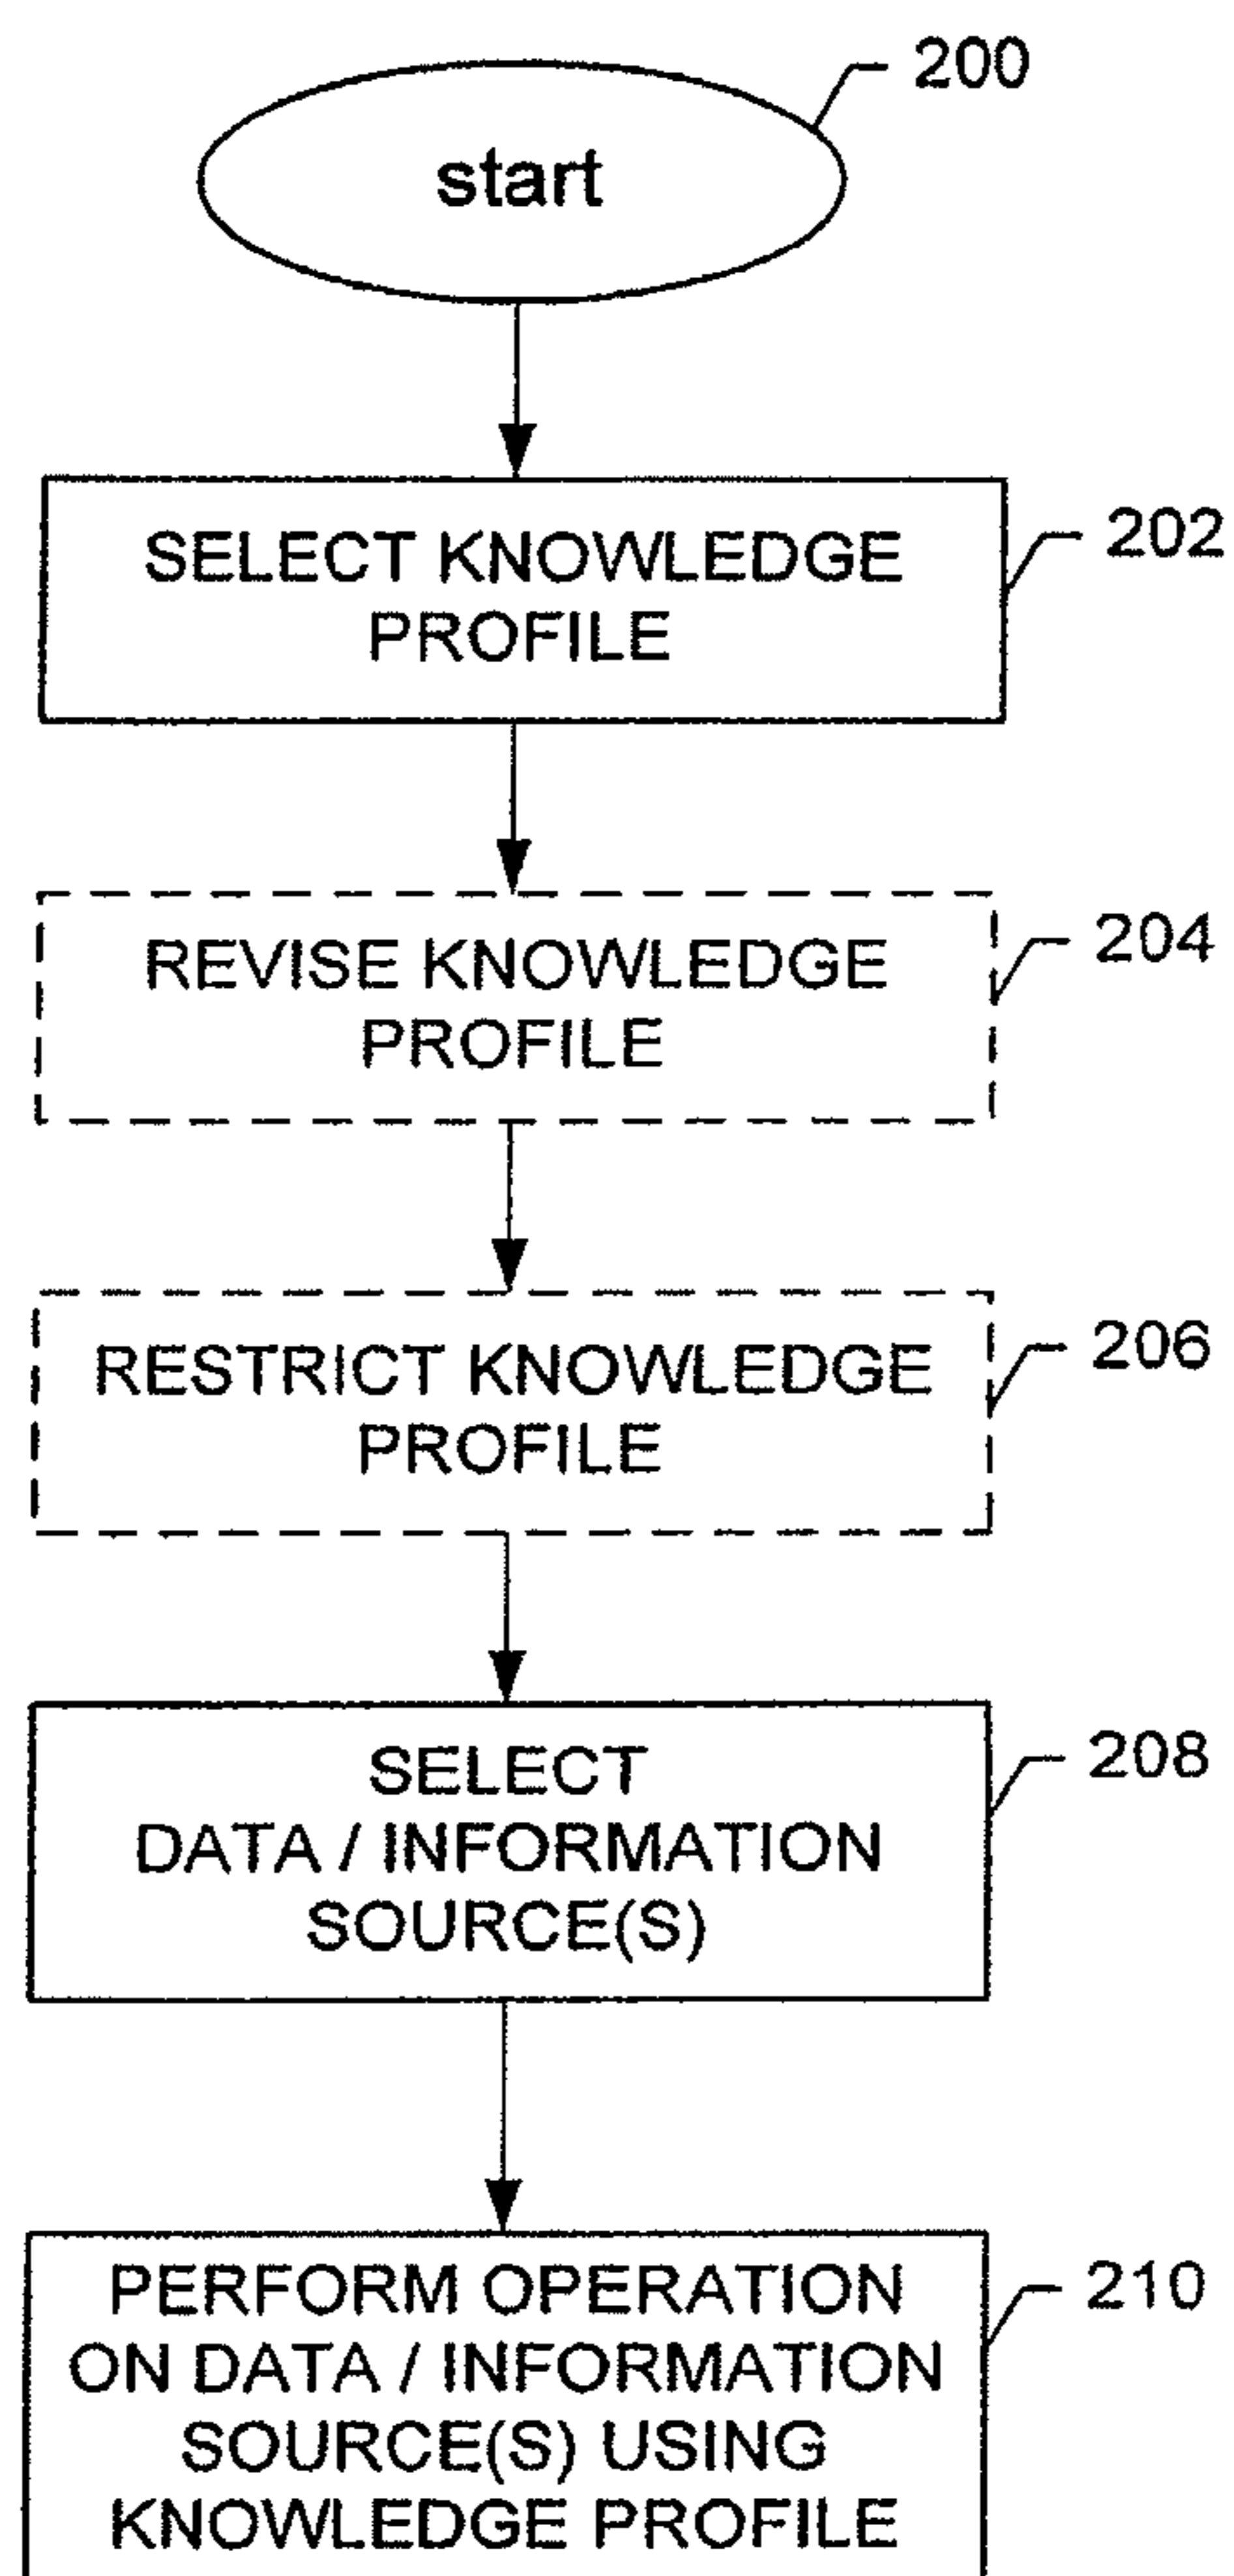 200
start
202
SELECT KNOWLEDGE
PROFILE
204
REVISE KNOWLEDGE
PROFILE
206
RESTRICT KNOWLEDGE
PROFILE
208
SELECT
DATA / INFORMATION
SOURCE(S)
210
PERFORM OPERATION
ON DATA / INFORMATION
SOURCE(S) USING
KNOWLEDGE PROFILE